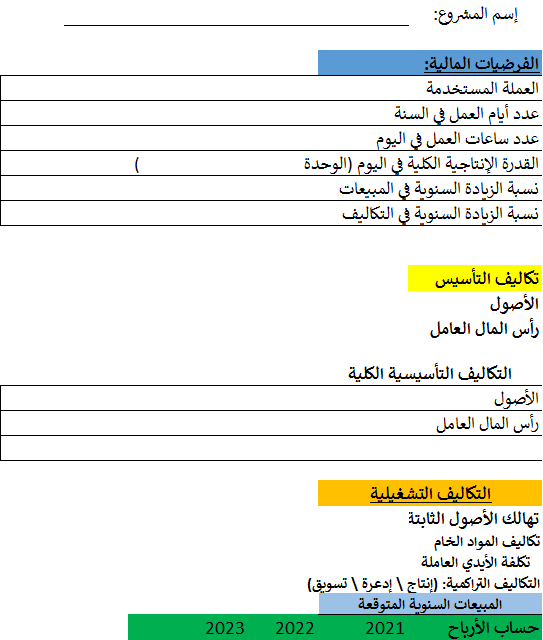 إسم المشروع: ____________________
الفرضيات المالية:
العملة المستخدمة
عدد أيام العمل في السنة
عدد ساعات العمل في اليوم
القدرة الإنتاجية الكلية في اليوم (الوحدة )
نسبة الزيادة السنوية في المبيعات
نسبة الزيادة السنوية في التكاليف
تكاليف التأسيس
الأصول
رأس المال العامل
التكاليف التأسيسية الكلية
الأصول
رأس المال العامل
التكاليف التشغيلية
تهالك الأصول الثابتة
تكاليف المواد الخام
تكلفة الأيدي العاملة
التكاليف التراكمية: (إنتاج \ إدعرة \ تسويق)
المبيعات السنوية المتوقعة
حساب الأرباح 2021 2022 2023